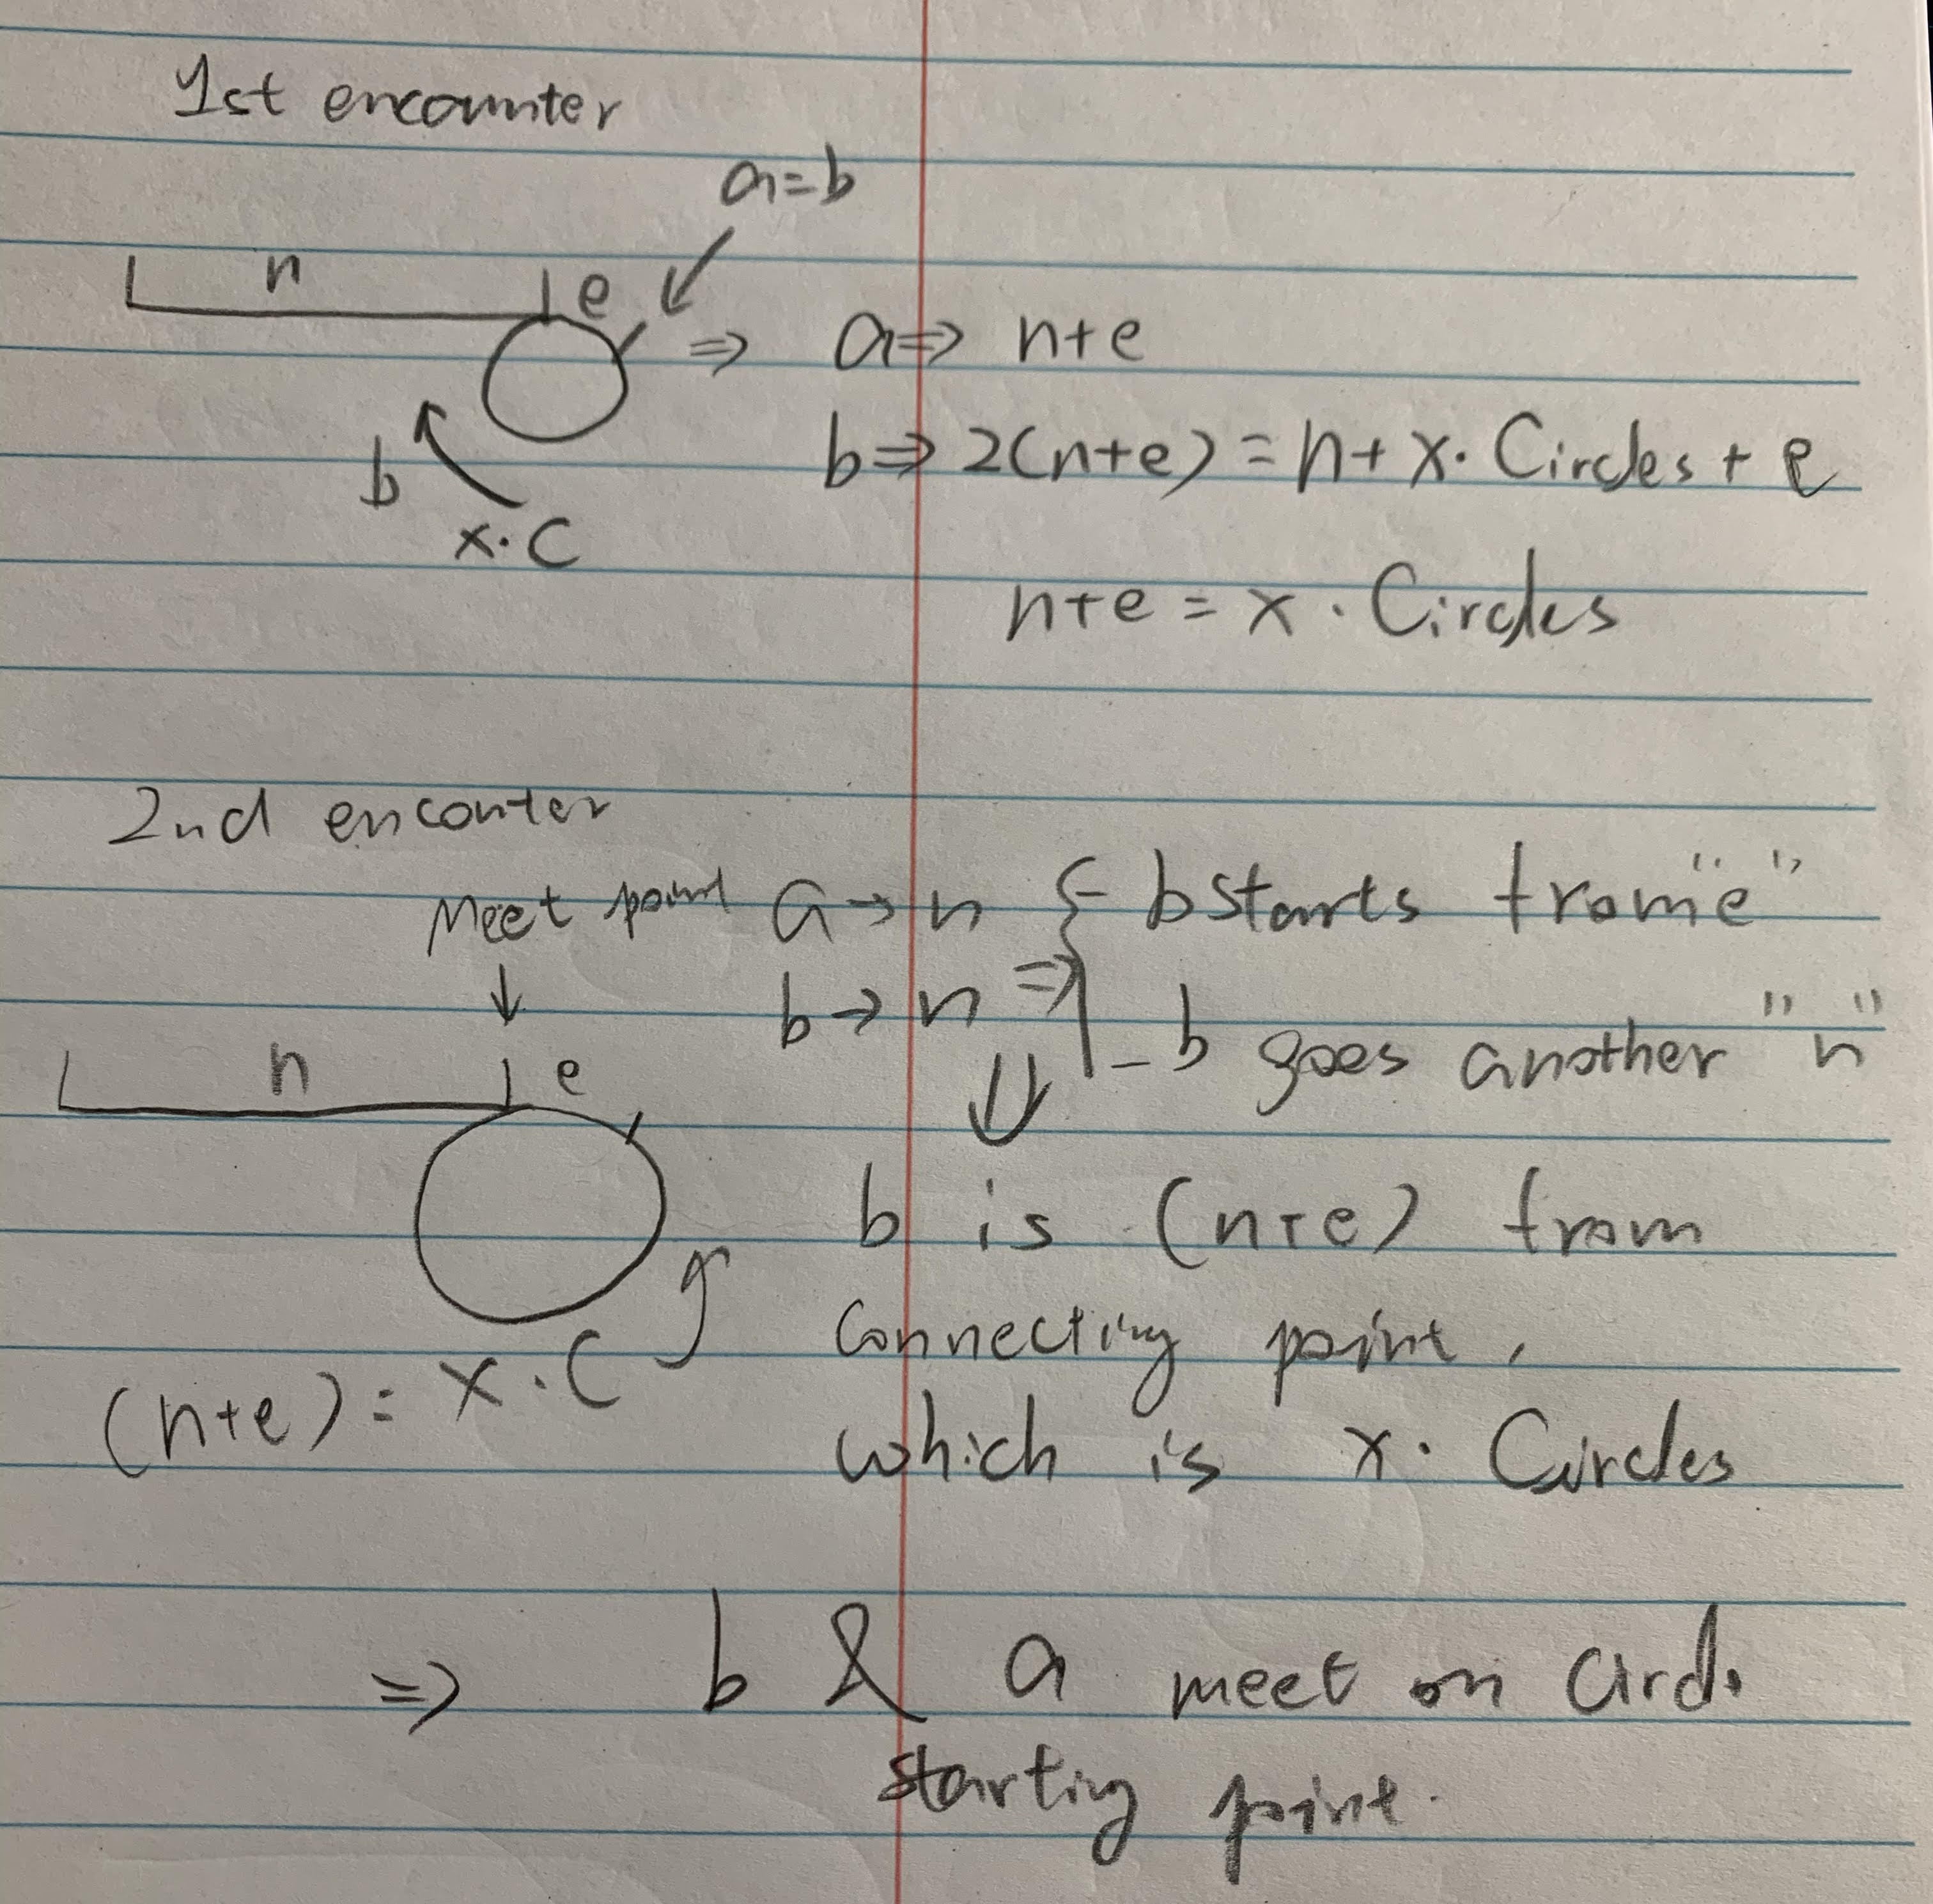 1st encounter
a=b
n e
⇒ a⇒ n+e
b⇒ 2(n+e) = n+ x. Circles + e
b
x.C
n+e = x . Circles
2nd enconter
Meet point a→n { - b starts from "e"
b→n ⇒ - b goes another "n"
↓ ⇓
n e
b is (n+e) from
connecting point,
(n+e) = x.C
which is x. Circles
⇒ b & a meet on circle
starting point.